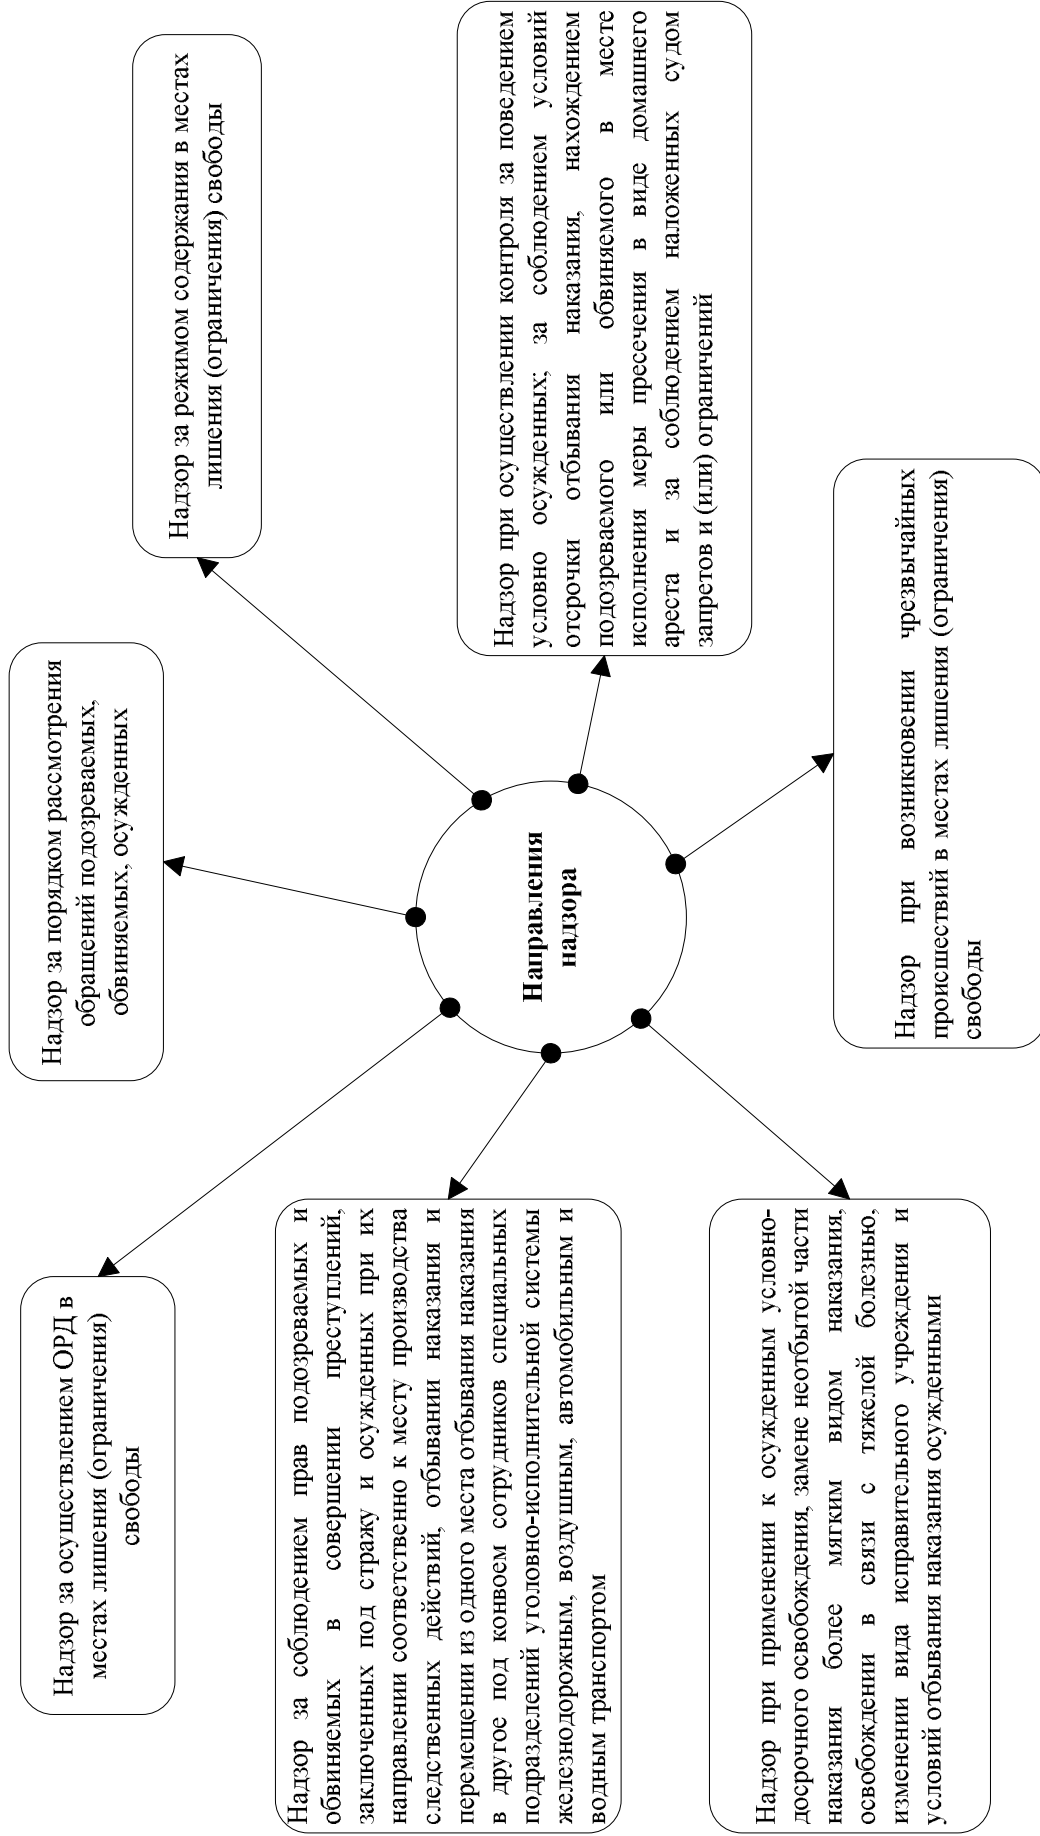 Надзор за осуществлением ОРД в
местах лишения (ограничения)
свободы
Надзор за порядком рассмотрения
обращений подозреваемых,
обвиняемых, осужденных
Надзор за режимом содержания в местах
лишения (ограничения) свободы
Надзор за соблюдением прав подозреваемых и
обвиняемых в совершении преступлений,
заключенных под стражу и осужденных при их
направлении соответственно к месту производства
следственных действий, отбывании наказания и
перемещении из одного места отбывания наказания
в другое под конвоем сотрудников специальных
подразделений уголовно-исполнительной системы
железнодорожным, воздушным, автомобильным и
водным транспортом
Направления
надзора
Надзор при осуществлении контроля за поведением
условно осужденных; за соблюдением условий
отсрочки отбывания наказания, нахождением
подозреваемого или обвиняемого в месте
исполнения меры пресечения в виде домашнего
ареста и за соблюдением наложенных судом
запретов и (или) ограничений
Надзор при применении к осужденным условно-
досрочного освобождения, замене необытой части
наказания более мягким видом наказания,
освобождении в связи с тяжелой болезнью,
изменении вида исправительного учреждения и
условий отбывания наказания осужденными
Надзор при возникновении чрезвычайных
происшествий в местах лишения (ограничения)
свободы